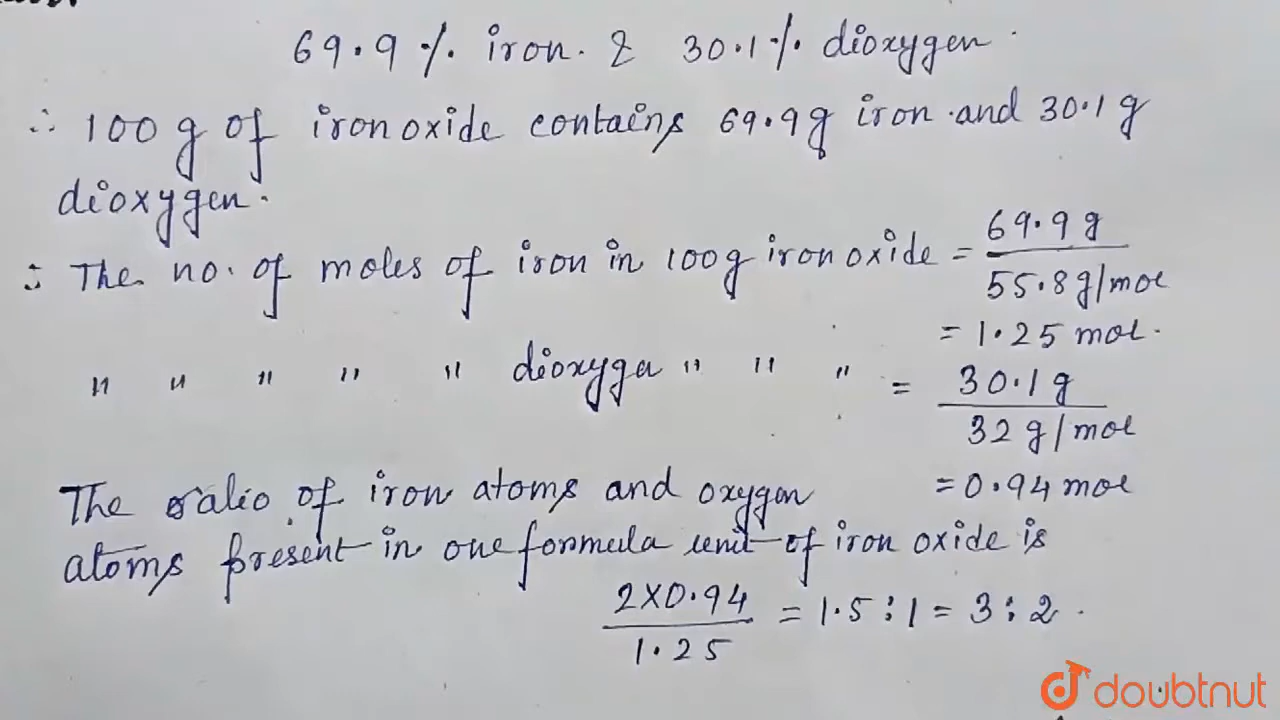 69.9 %. iron. & 30.1 %. dioxygen.
∴ 100 g of iron oxide contains 69.9 g iron and 30.1 g
dioxygen.
∴ The no. of moles of iron in 100 g iron oxide = 69.9 g / 55.8 g/mol
= 1.25 mol.
" " " " " dioxyga " " " = 30.1 g / 32 g/mol
= 0.94 mol
The ratio of iron atoms and oxygen
atoms present in one formula unit of iron oxide is
2×0.94 / 1.25 = 1.5 : 1 = 3 : 2.
doubtnut